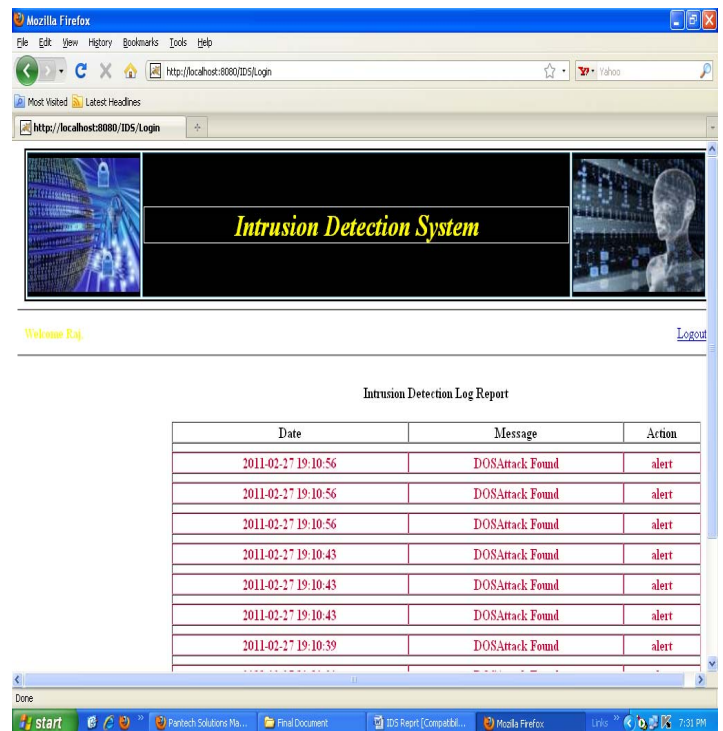 Mozilla Firefox
File Edit View History Bookmarks Tools Help
http://localhost:8080/IDS/Login
Yahoo
Most Visited Latest Headlines
http://localhost:8080/IDS/Login
Intrusion Detection System
Welcome Raj
Logout
Intrusion Detection Log Report
Date Message Action
2011-02-27 19:10:56 DOSAttack Found alert
2011-02-27 19:10:56 DOSAttack Found alert
2011-02-27 19:10:56 DOSAttack Found alert
2011-02-27 19:10:43 DOSAttack Found alert
2011-02-27 19:10:43 DOSAttack Found alert
2011-02-27 19:10:43 DOSAttack Found alert
2011-02-27 19:10:39 DOSAttack Found alert
Done
start Pantech Solutions Ma... Final Document IDS Reprt [Compatibil... Mozilla Firefox Links 7:31 PM